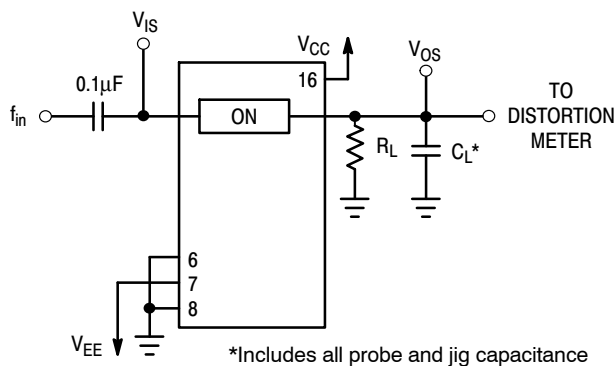 V_IS
V_CC
V_OS
0.1μF
16
TO
DISTORTION
METER
f_in
ON
R_L
C_L*
6
7
8
V_EE
*Includes all probe and jig capacitance